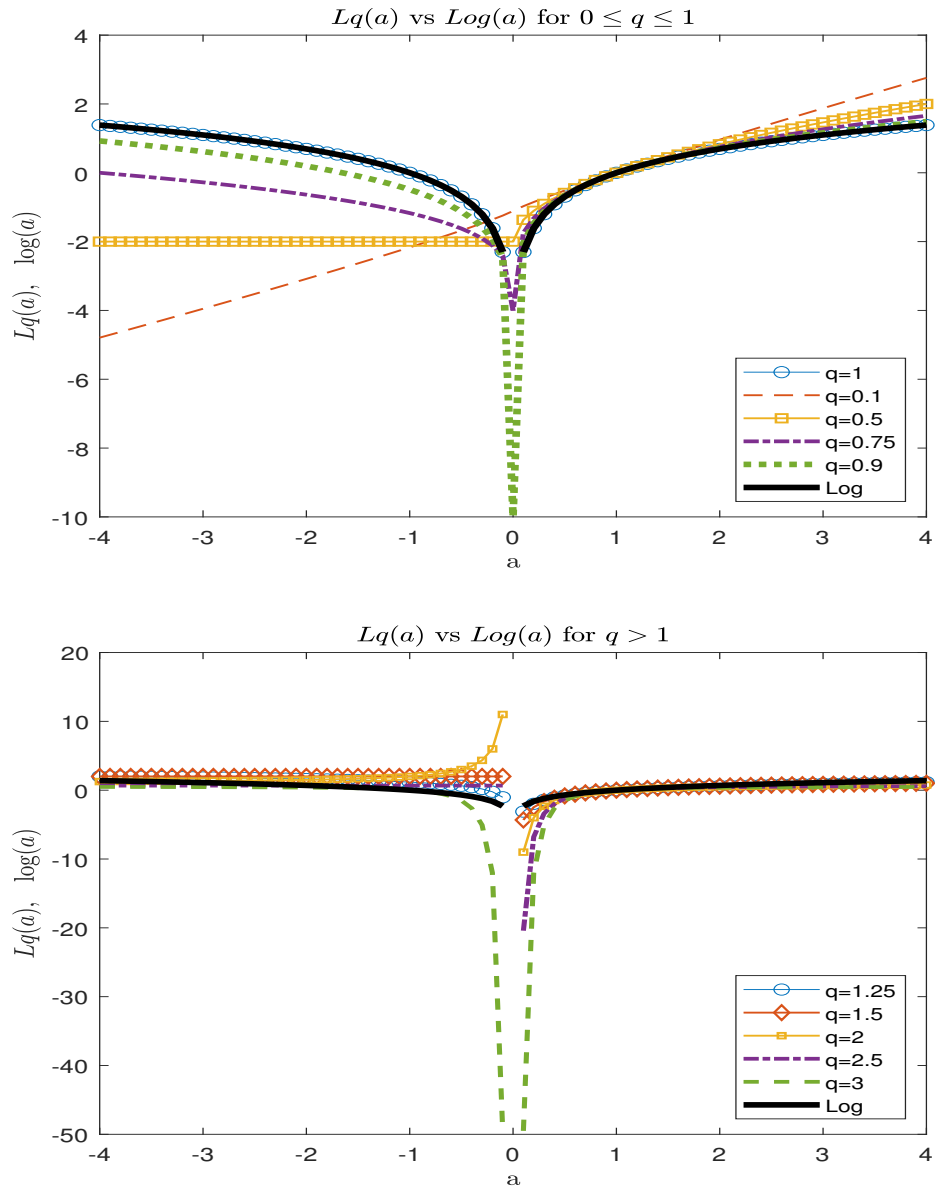 Lq(a) vs Log(a) for 0 ≤ q ≤ 1
4
2
0
-2
-4
-6
-8
-10
Lq(a), log(a)
-4 -3 -2 -1 0 1 2 3 4
a
q=1
q=0.1
q=0.5
q=0.75
q=0.9
Log
Lq(a) vs Log(a) for q > 1
20
10
0
-10
-20
-30
-40
-50
Lq(a), log(a)
-4 -3 -2 -1 0 1 2 3 4
a
q=1.25
q=1.5
q=2
q=2.5
q=3
Log